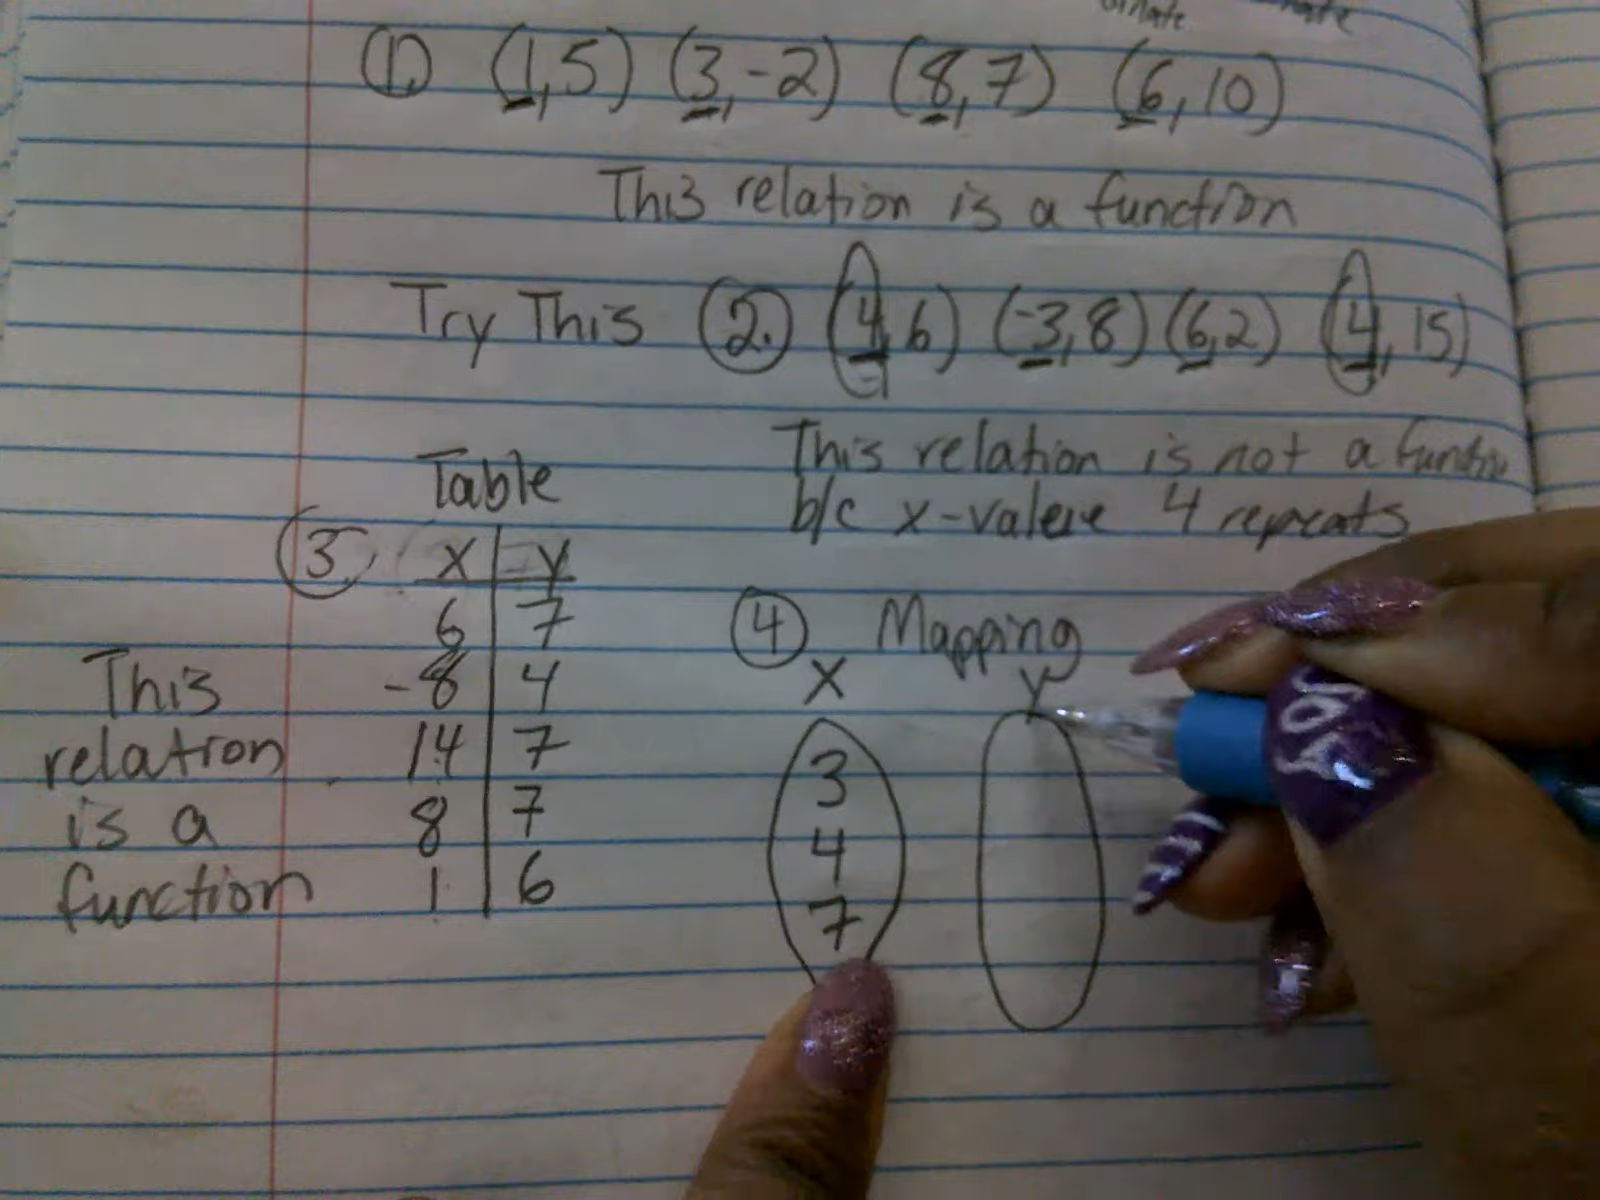 ① (1,5) (3,-2) (8,7) (6,10)
This relation is a function
Try This ②. (4,6) (-3,8) (6,2) (4,15)
This relation is not a
b/c x-value 4 repeats
Table
③. x y
6 7
-8 4
14 7
8 7
1 6
This
relation
is a
function
④ Mapping
X Y
3
4
7
JOY